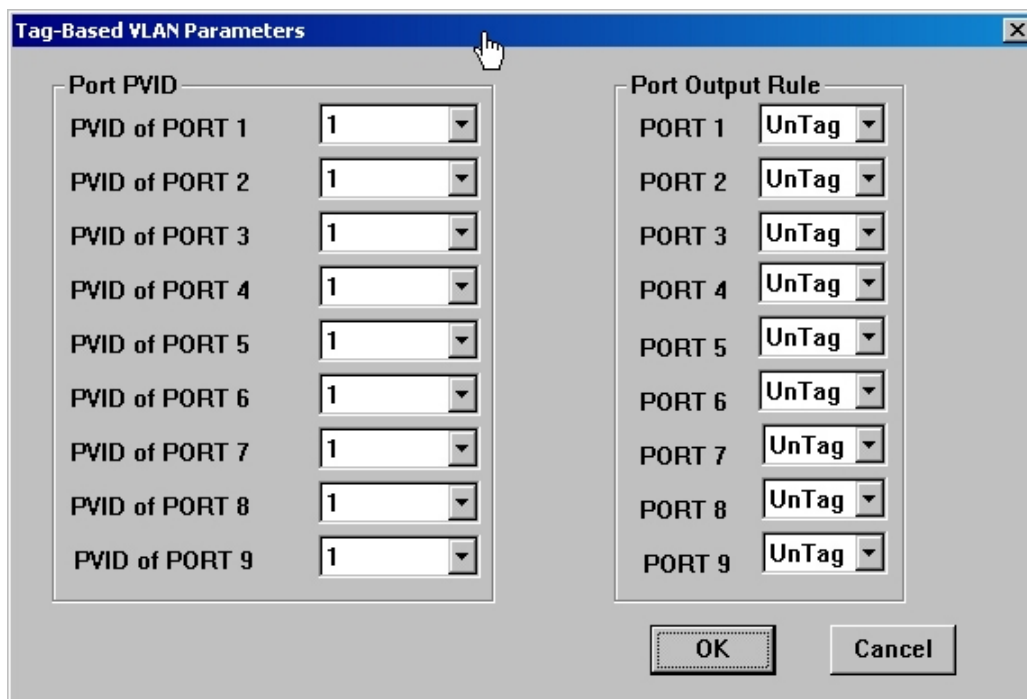 Tag-Based VLAN Parameters
Port PVID
PVID of PORT 1 1
PVID of PORT 2 1
PVID of PORT 3 1
PVID of PORT 4 1
PVID of PORT 5 1
PVID of PORT 6 1
PVID of PORT 7 1
PVID of PORT 8 1
PVID of PORT 9 1
Port Output Rule
PORT 1 UnTag
PORT 2 UnTag
PORT 3 UnTag
PORT 4 UnTag
PORT 5 UnTag
PORT 6 UnTag
PORT 7 UnTag
PORT 8 UnTag
PORT 9 UnTag
OK Cancel